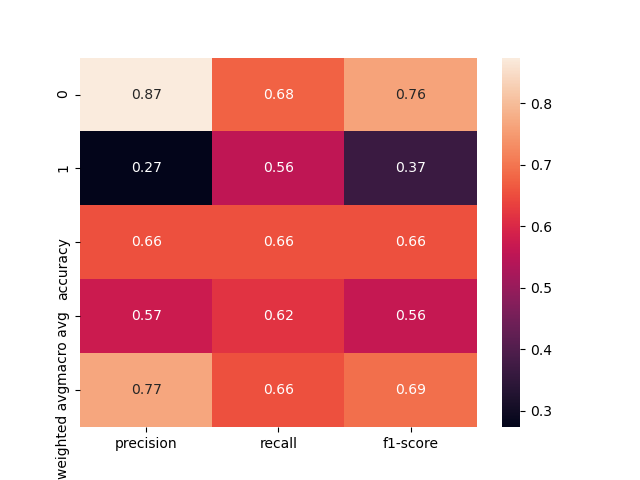 0 0.87 0.68 0.76
1 0.27 0.56 0.37
accuracy 0.66 0.66 0.66
macro avg 0.57 0.62 0.56
weighted avg 0.77 0.66 0.69
precision recall f1-score
0.8
0.7
0.6
0.5
0.4
0.3